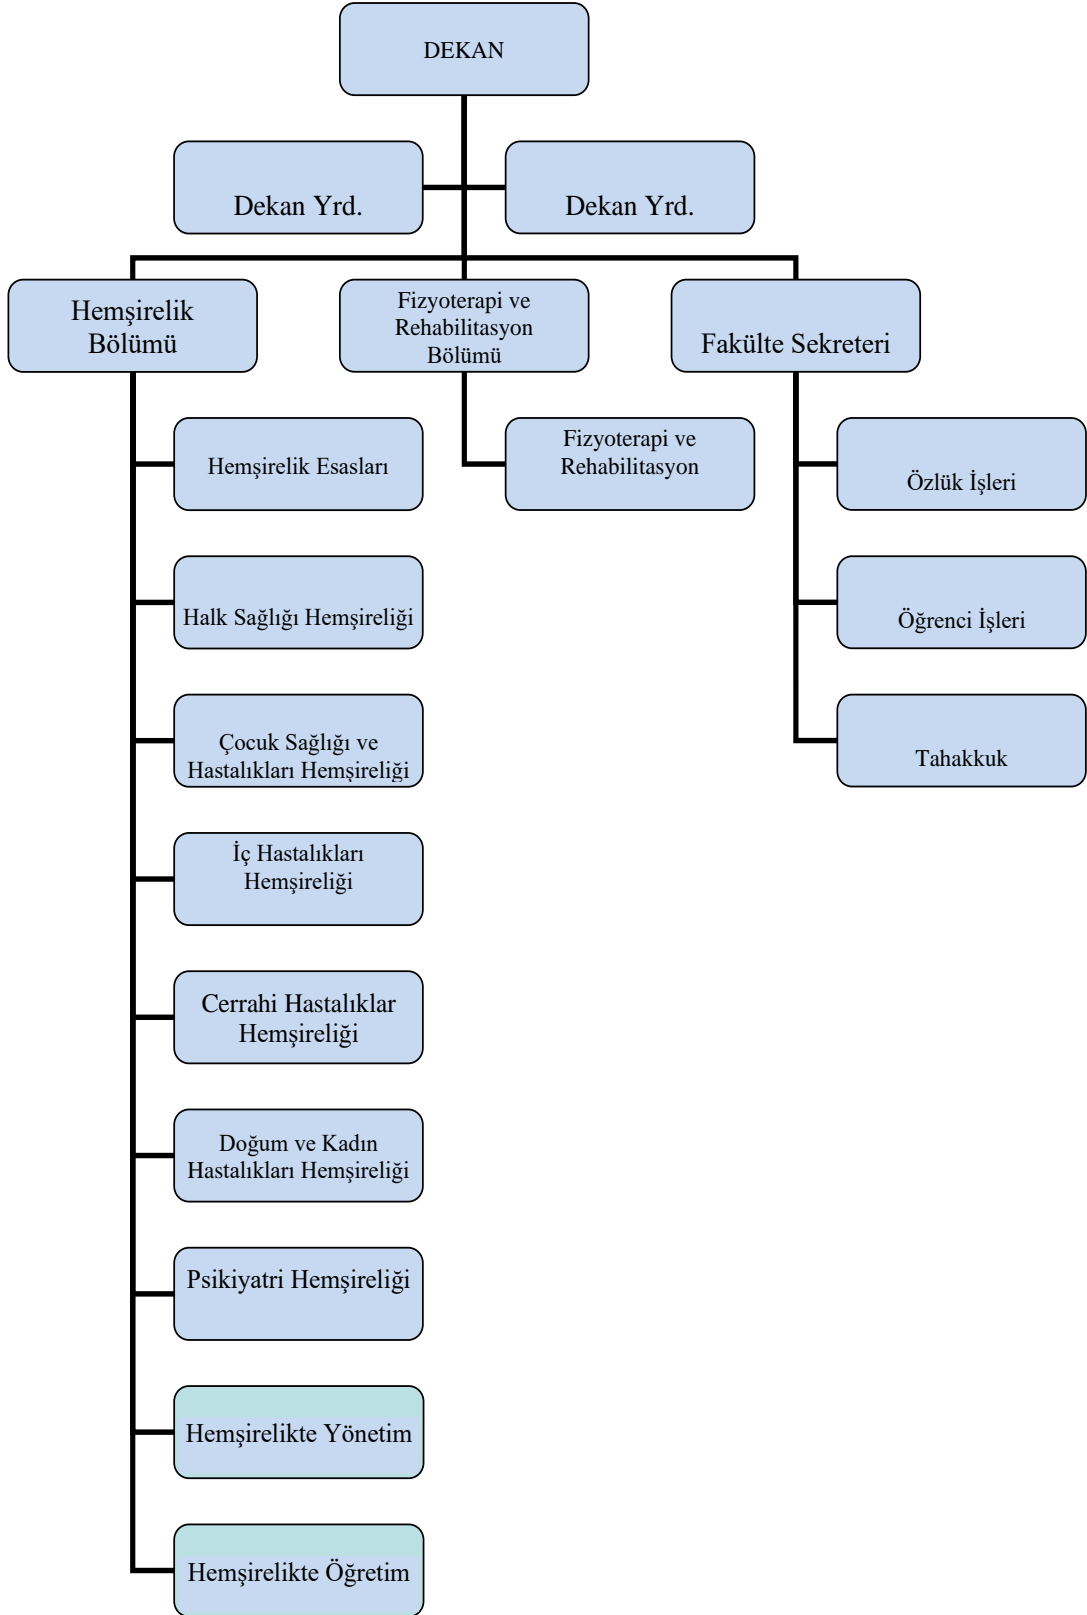 DEKAN
Dekan Yrd.
Dekan Yrd.
Hemşirelik
Bölümü
Fizyoterapi ve
Rehabilitasyon
Bölümü
Fakülte Sekreteri
Hemşirelik Esasları
Fizyoterapi ve
Rehabilitasyon
Özlük İşleri
Halk Sağlığı Hemşireliği
Öğrenci İşleri
Çocuk Sağlığı ve
Hastalıkları Hemşireliği
Tahakkuk
İç Hastalıkları
Hemşireliği
Cerrahi Hastalıklar
Hemşireliği
Doğum ve Kadın
Hastalıkları Hemşireliği
Psikiyatri Hemşireliği
Hemşirelikte Yönetim
Hemşirelikte Öğretim